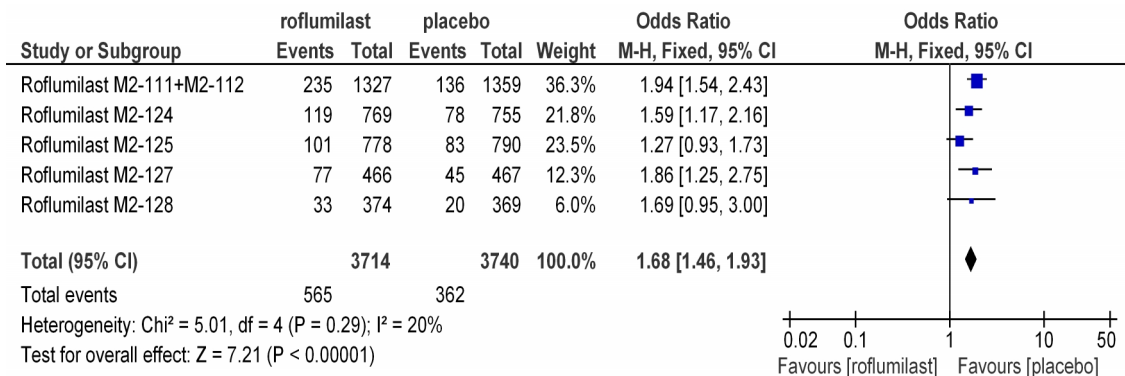 roflumilast placebo Odds Ratio Odds Ratio
Study or Subgroup Events Total Events Total Weight M-H, Fixed, 95% CI M-H, Fixed, 95% CI
Roflumilast M2-111+M2-112 235 1327 136 1359 36.3% 1.94 [1.54, 2.43]
Roflumilast M2-124 119 769 78 755 21.8% 1.59 [1.17, 2.16]
Roflumilast M2-125 101 778 83 790 23.5% 1.27 [0.93, 1.73]
Roflumilast M2-127 77 466 45 467 12.3% 1.86 [1.25, 2.75]
Roflumilast M2-128 33 374 20 369 6.0% 1.69 [0.95, 3.00]
Total (95% CI) 3714 3740 100.0% 1.68 [1.46, 1.93]
Total events 565 362
Heterogeneity: Chi² = 5.01, df = 4 (P = 0.29); I² = 20%
Test for overall effect: Z = 7.21 (P < 0.00001)
0.02 0.1 1 10 50
Favours [roflumilast] Favours [placebo]